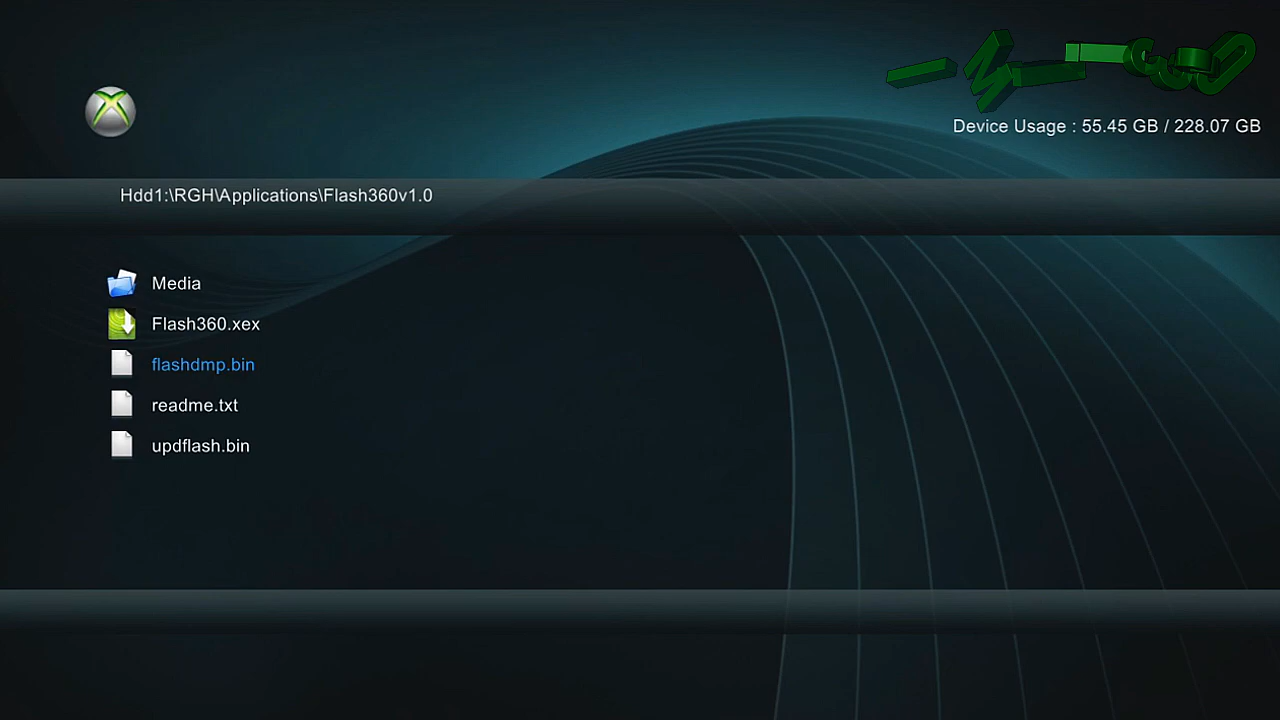 Device Usage : 55.45 GB / 228.07 GB
Hdd1:\RGH\Applications\Flash360v1.0
Media
Flash360.xex
flashdmp.bin
readme.txt
updflash.bin